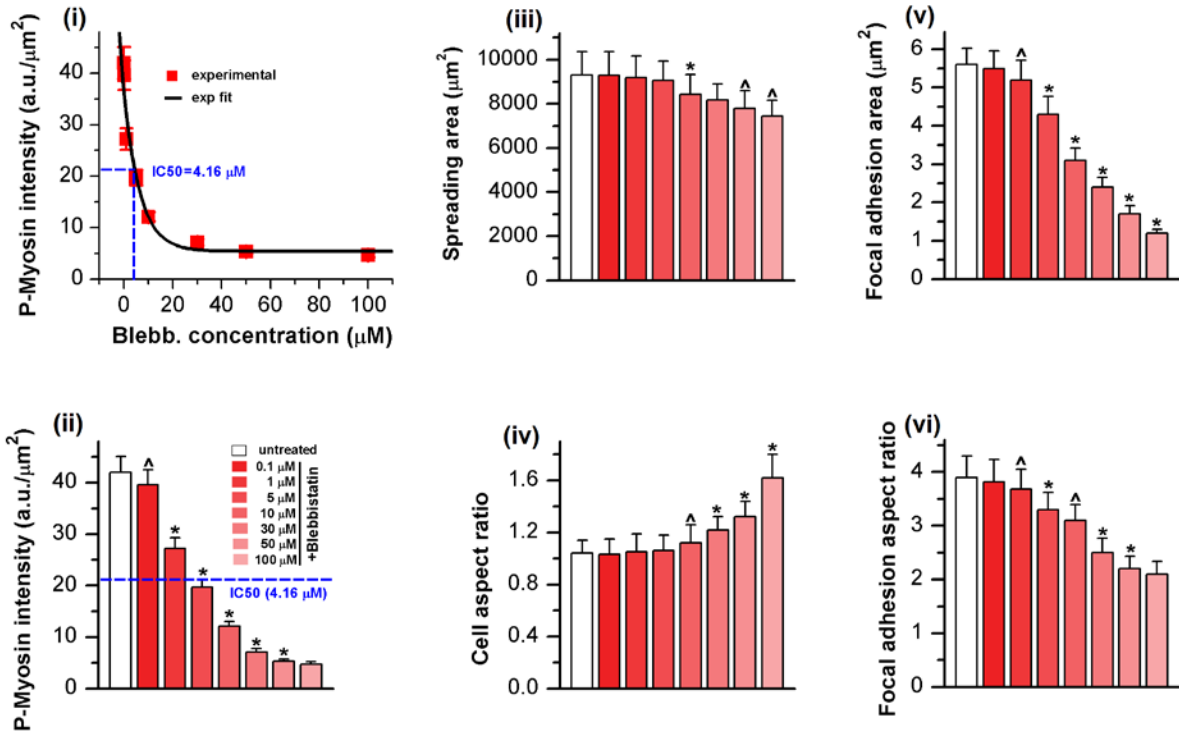 (i)
P-Myosin intensity (a.u./μm²)
40
30
20
10
0
experimental
exp fit
IC50=4.16 μM
0 20 40 60 80 100
Blebb. concentration (μM)
(iii)
Spreading area (μm²)
10000
8000
6000
4000
2000
0
*
^ ^
(v)
Focal adhesion area (μm²)
6
5
4
3
2
1
0
^
*
*
*
*
*
(ii)
P-Myosin intensity (a.u./μm²)
40
30
20
10
0
^
*
*
*
*
*
untreated
0.1 μM
1 μM
5 μM
10 μM
30 μM
50 μM
100 μM
+Blebbistatin
IC50 (4.16 μM)
(iv)
Cell aspect ratio
1.6
1.2
0.8
0.4
0.0
^
*
*
*
(vi)
Focal adhesion aspect ratio
4
3
2
1
0
^
*
^
*
*